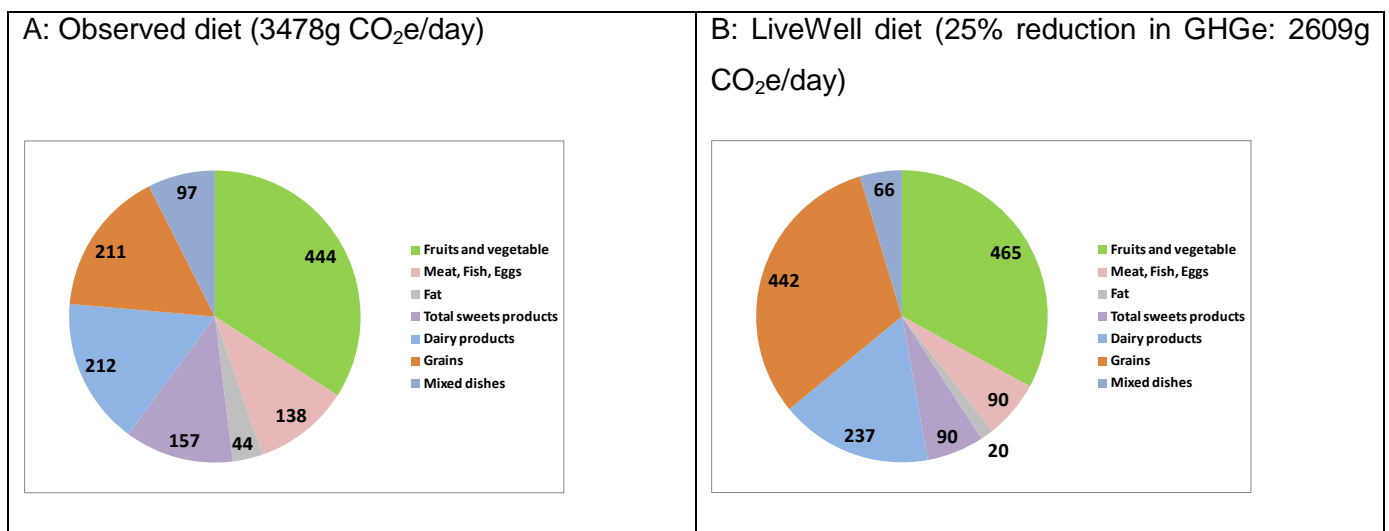 A: Observed diet (3478g CO₂e/day)
97
444
211
212
157
44
138
Fruits and vegetable
Meat, Fish, Eggs
Fat
Total sweets products
Dairy products
Grains
Mixed dishes
B: LiveWell diet (25% reduction in GHGe: 2609g
CO₂e/day)
66
465
442
237
90
90
20
Fruits and vegetable
Meat, Fish, Eggs
Fat
Total sweets products
Dairy products
Grains
Mixed dishes